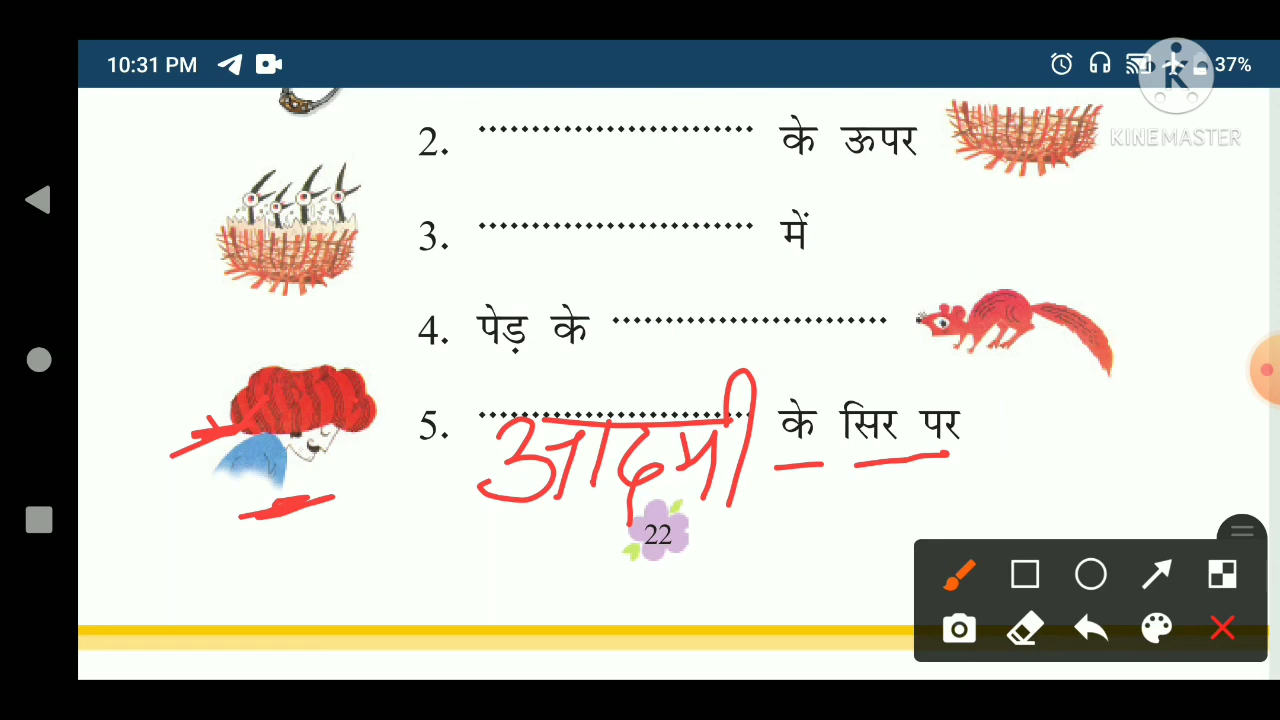 10:31 PM 37%
K
KINEMASTER
2. ........................... के ऊपर
3. ........................... में
4. पेड़ के ...........................
5. ........................... के सिर पर
आदमी
22